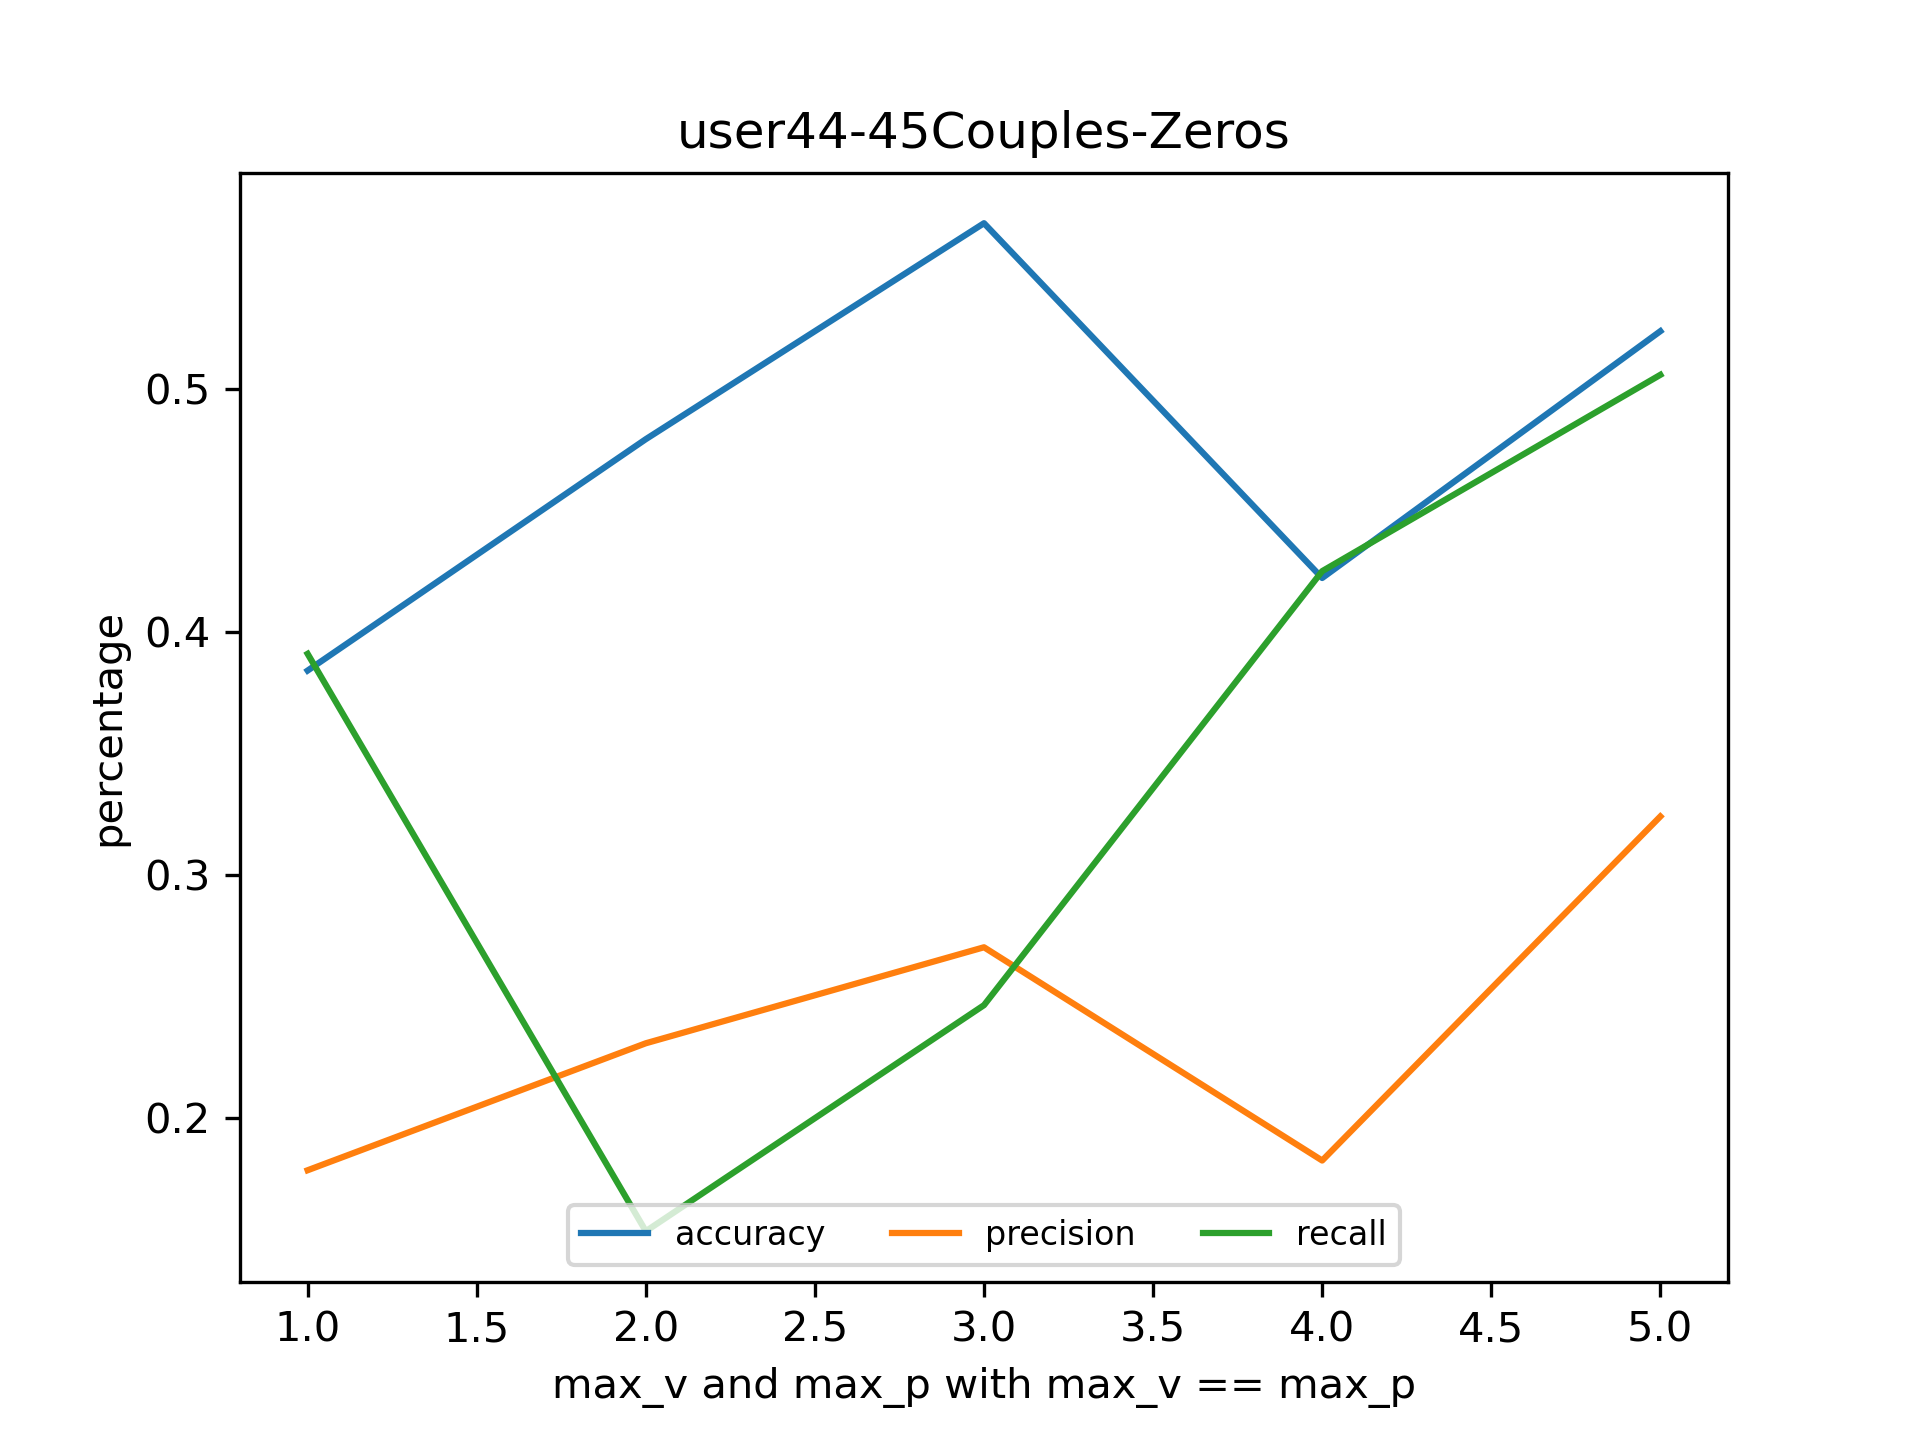 user44-45Couples-Zeros
percentage
0.5
0.4
0.3
0.2
accuracy precision recall
1.0 1.5 2.0 2.5 3.0 3.5 4.0 4.5 5.0
max_v and max_p with max_v == max_p